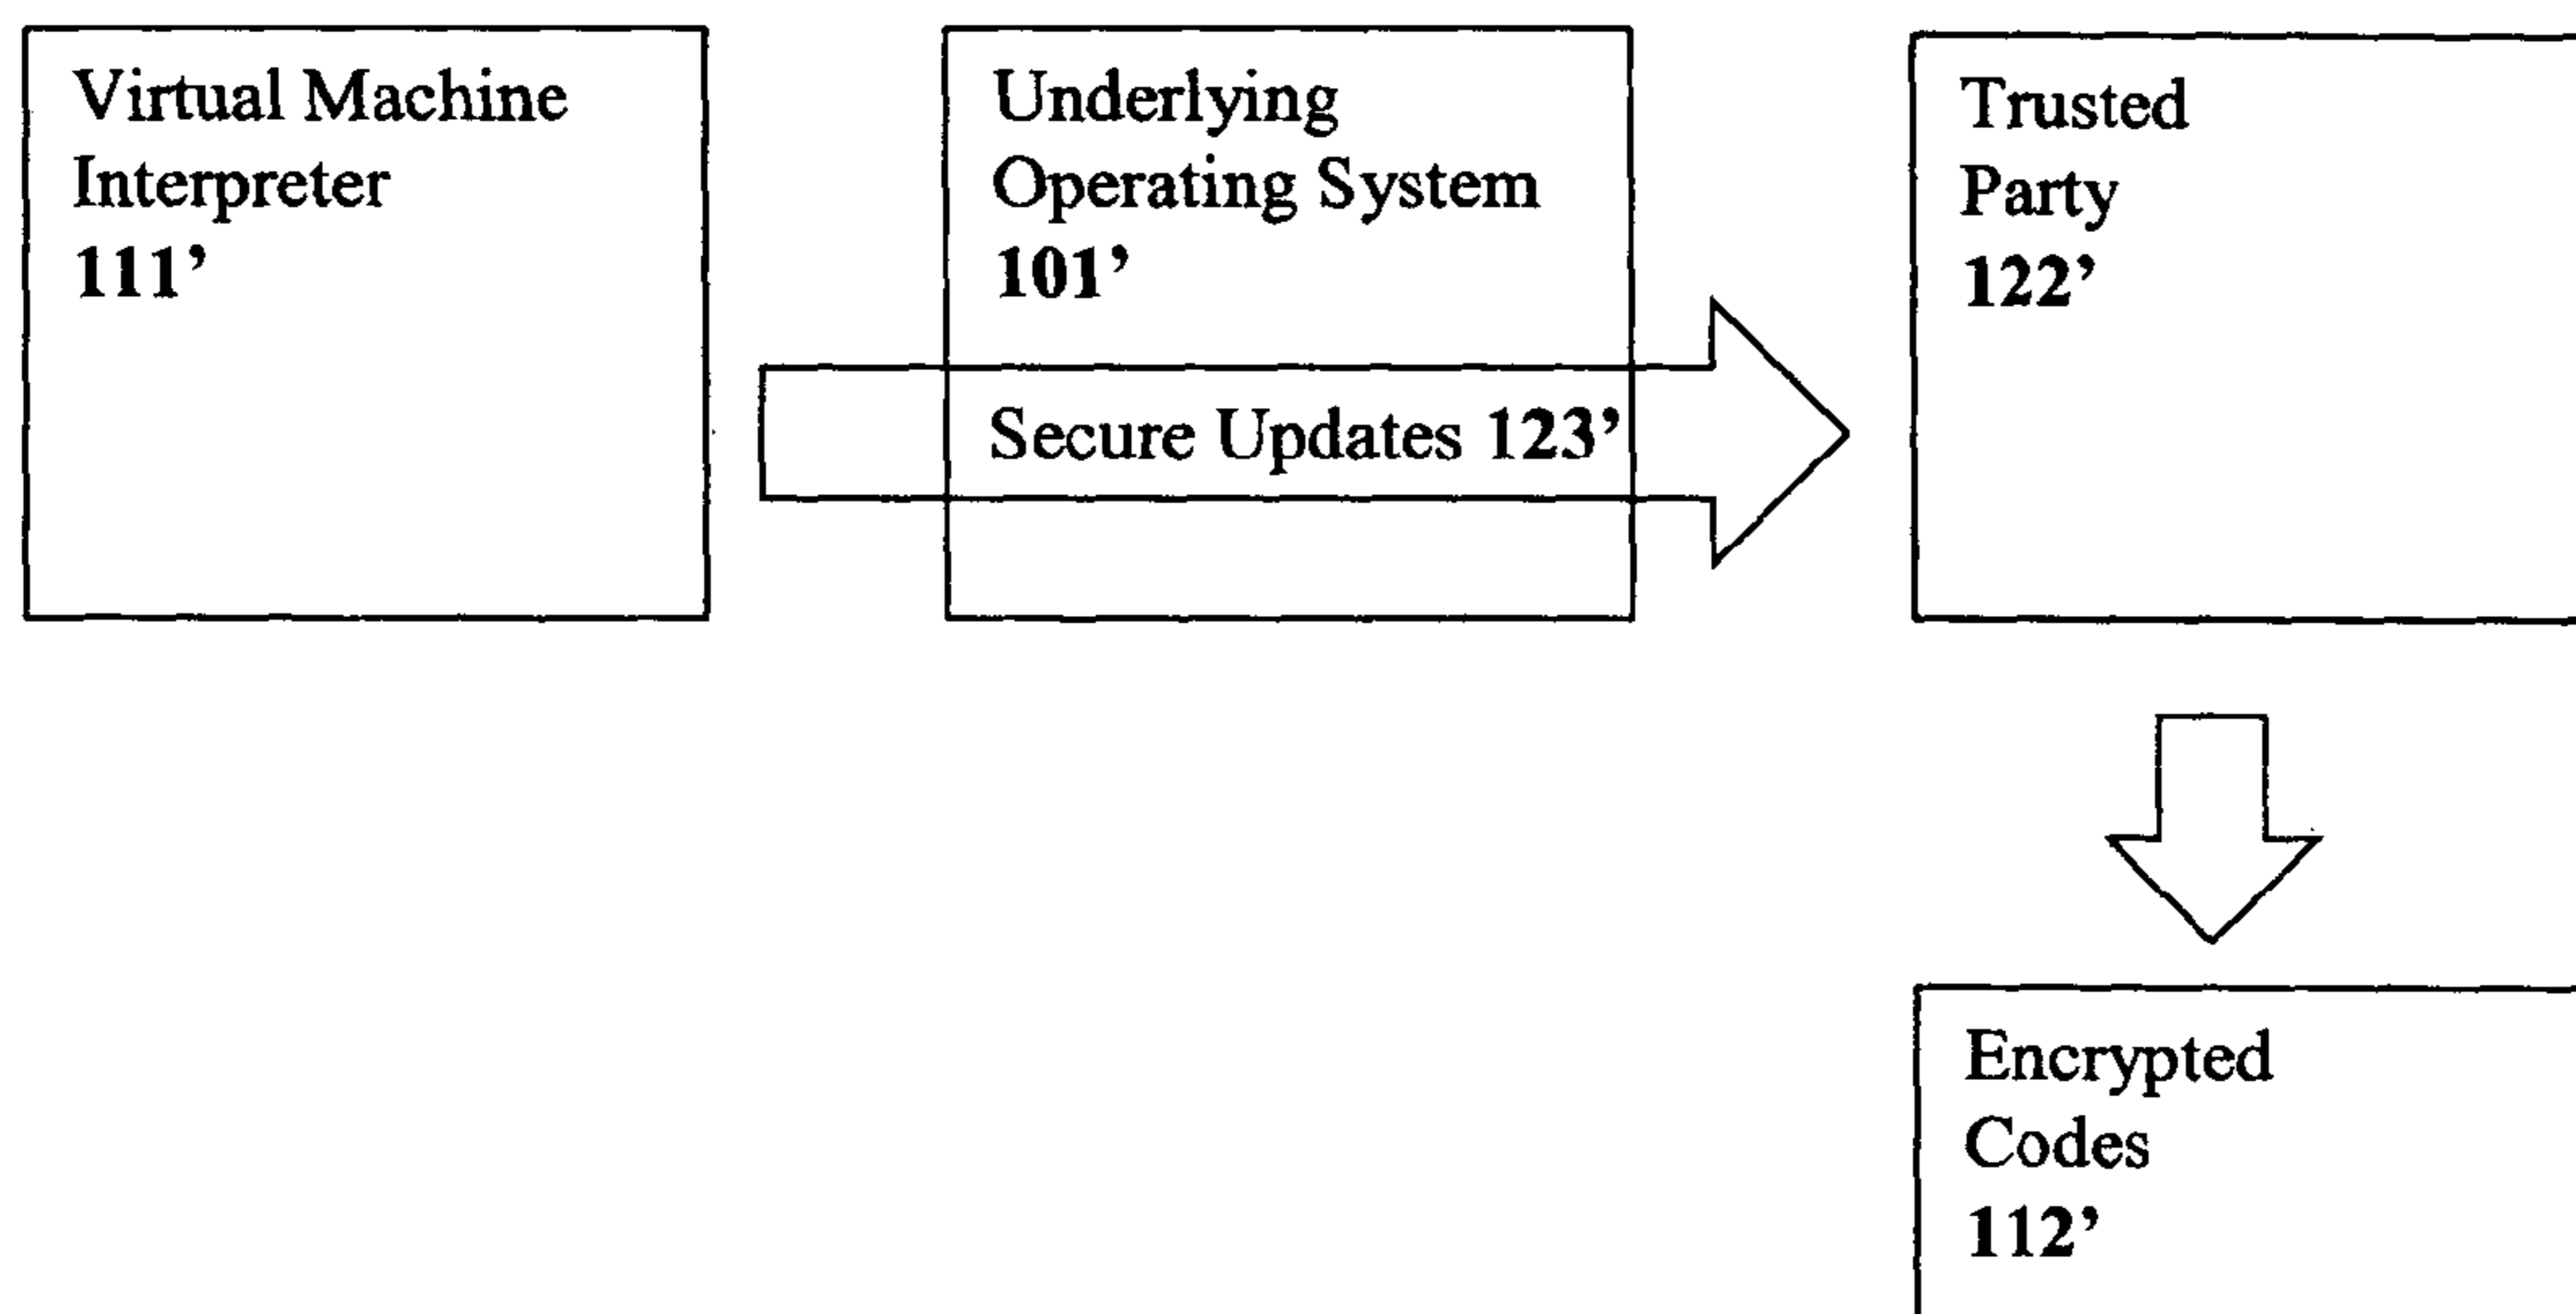 Virtual Machine
Interpreter
111’
Underlying
Operating System
101’
Secure Updates 123’
Trusted
Party
122’
Encrypted
Codes
112’